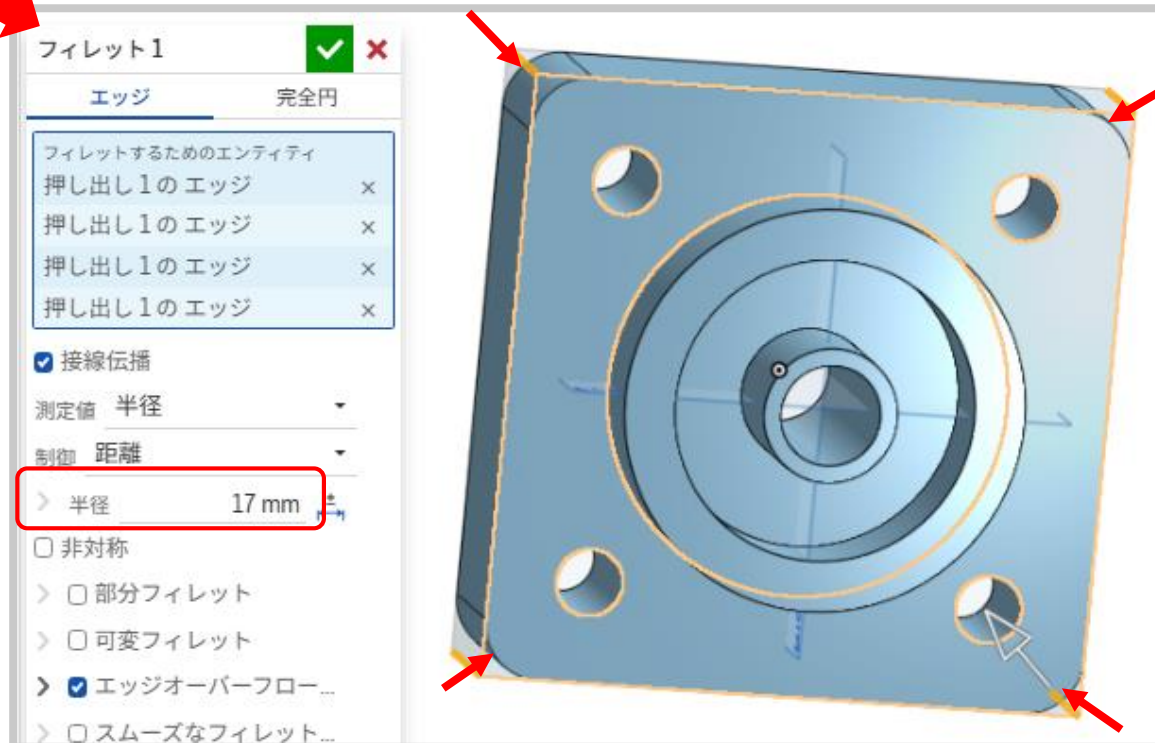 フィレット 1
エッジ
完全円
フィレットするためのエンティティ
押し出し 1 の エッジ
押し出し 1 の エッジ
押し出し 1 の エッジ
押し出し 1 の エッジ
接線伝播
測定値 半径
制御 距離
半径 17 mm
非対称
部分フィレット
可変フィレット
エッジオーバーフロー...
スムーズなフィレット...